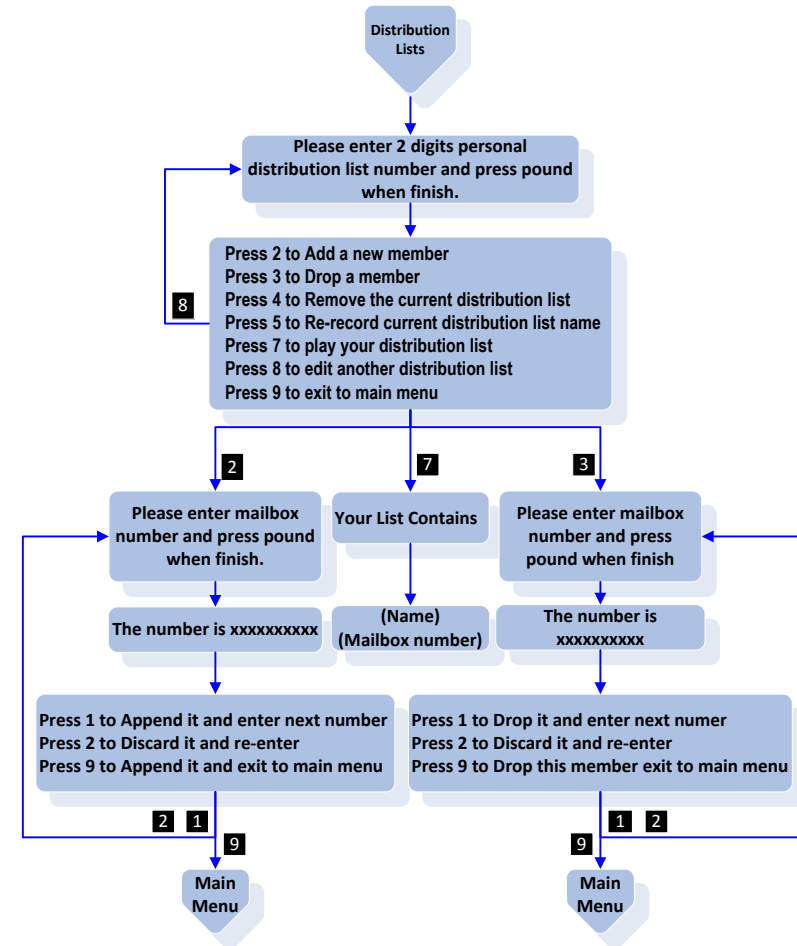 Distribution
Lists
Please enter 2 digits personal
distribution list number and press pound
when finish.
Press 2 to Add a new member
Press 3 to Drop a member
Press 4 to Remove the current distribution list
Press 5 to Re-record current distribution list name
Press 7 to play your distribution list
Press 8 to edit another distribution list
Press 9 to exit to main menu
8
2
7
3
Please enter mailbox
number and press pound
when finish.
Your List Contains
Please enter mailbox
number and press
pound when finish
The number is xxxxxxxxxx
(Name)
(Mailbox number)
The number is
xxxxxxxxxx
Press 1 to Append it and enter next number
Press 2 to Discard it and re-enter
Press 9 to Append it and exit to main menu
Press 1 to Drop it and enter next numer
Press 2 to Discard it and re-enter
Press 9 to Drop this member exit to main menu
2 1
9
1 2
9
Main
Menu
Main
Menu